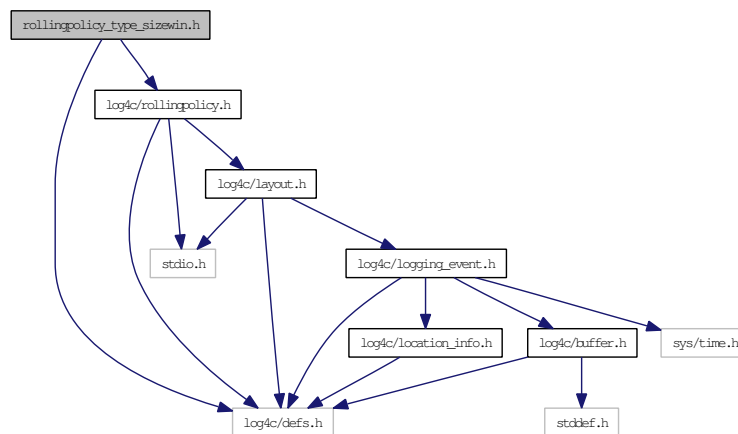 rollingpolicy_type_sizewin.h
log4c/rollingpolicy.h
log4c/layout.h
stdio.h
log4c/logging_event.h
log4c/location_info.h
log4c/buffer.h
sys/time.h
log4c/defs.h
stddef.h